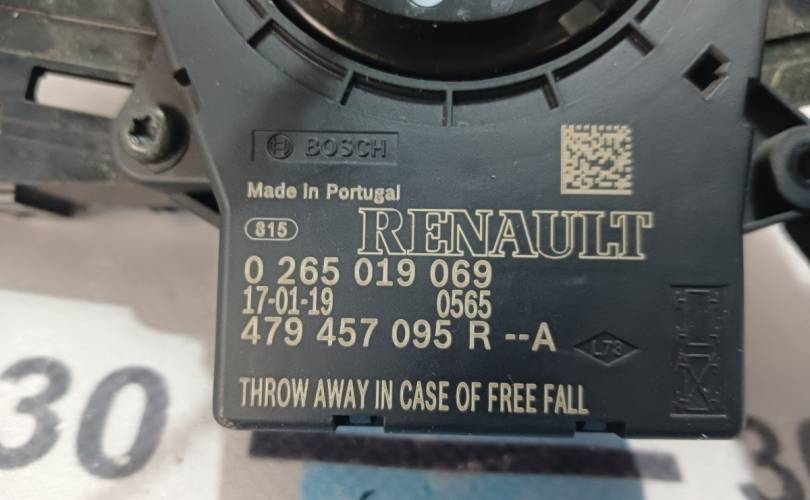 BOSCH
Made in Portugal
815
RENAULT
0 265 019 069
17-01-19 0565
479 457 095 R --A
L73
THROW AWAY IN CASE OF FREE FALL
30
30